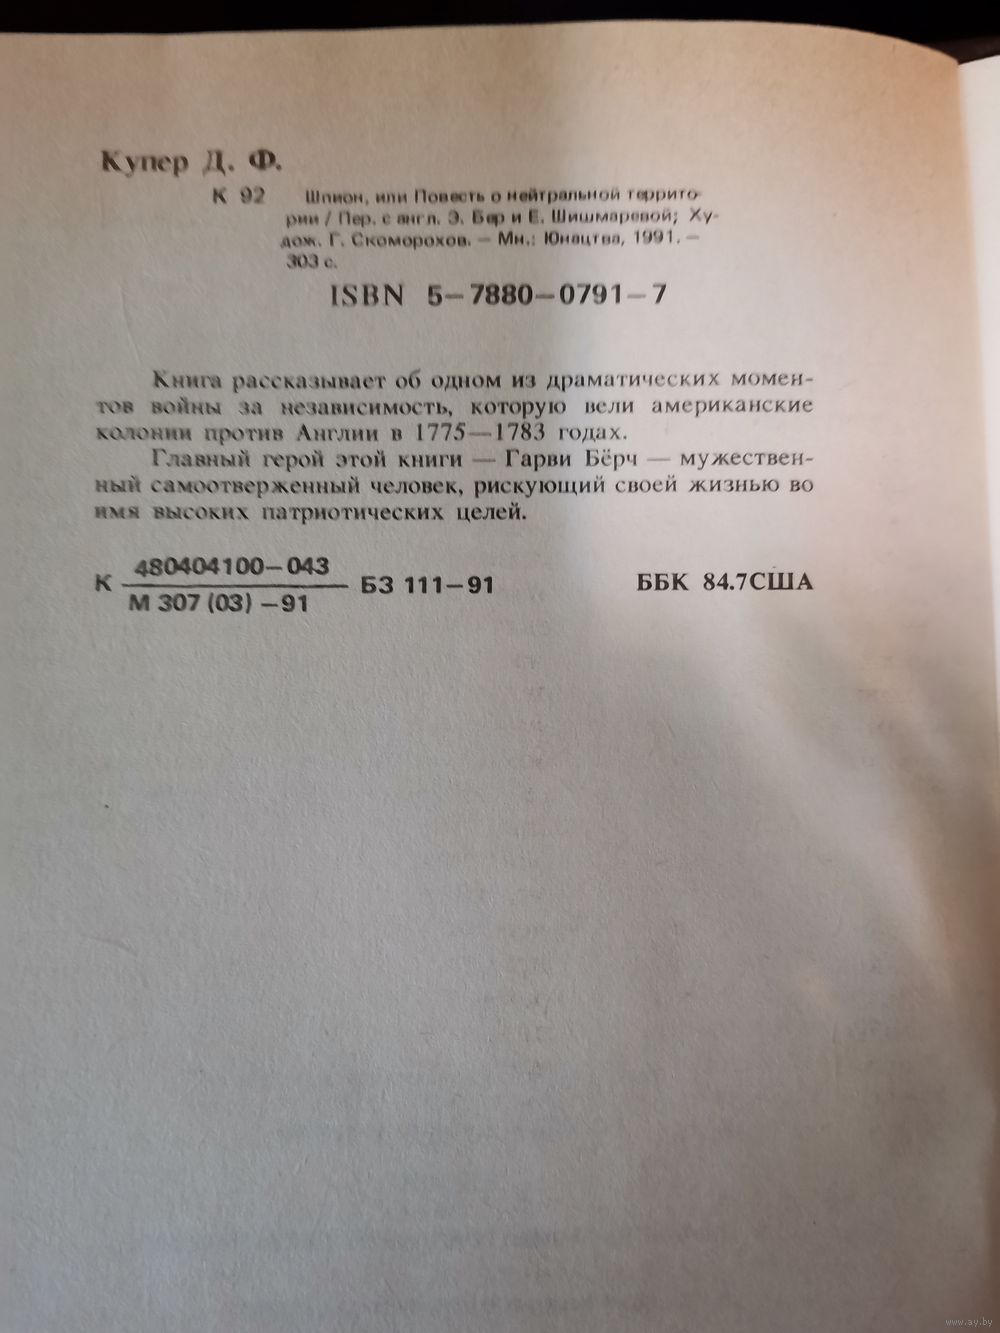 Купер Д. Ф.
К 92 Шпион, или Повесть о нейтральной террито-
рии / Пер. с англ. Э. Бер и Е. Шишмаревой; Ху-
дож. Г. Скоморохов. — Мн.: Юнацтва, 1991. —
303 с.
ISBN 5—7880—0791—7
Книга рассказывает об одном из драматических момен-
тов войны за независимость, которую вели американские
колонии против Англии в 1775—1783 годах.
Главный герой этой книги — Гарви Бёрч — мужествен-
ный самоотверженный человек, рискующий своей жизнью во
имя высоких патриотических целей.
480404100—043
К БЗ 111—91 ББК 84.7США
М 307 (03) —91
www.ay.by